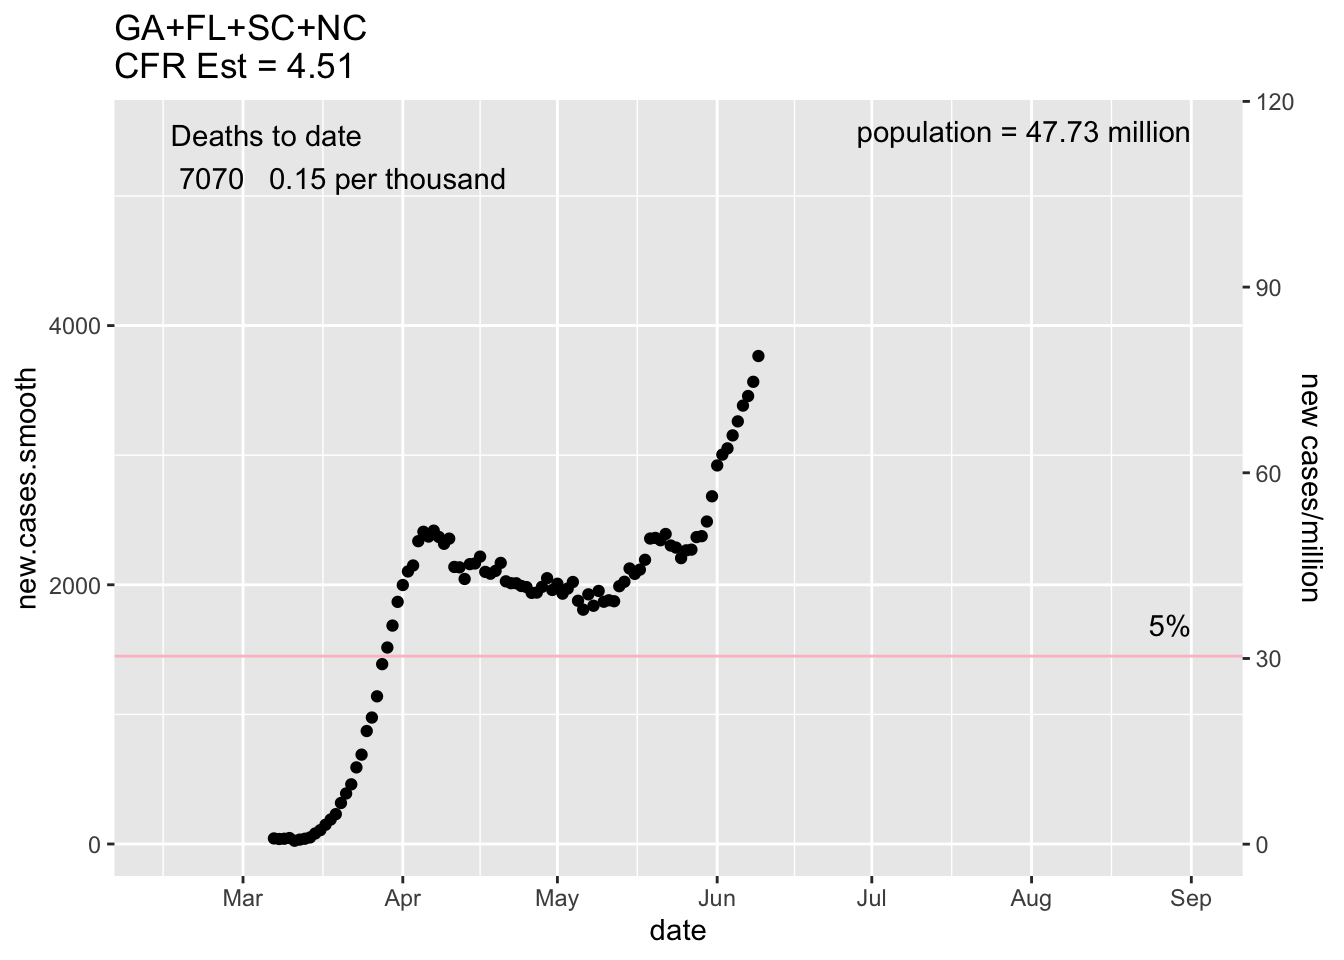 GA+FL+SC+NC
CFR Est = 4.51
Deaths to date
7070 0.15 per thousand
population = 47.73 million
5%
new.cases.smooth
4000
2000
0
120
90
60
30
0
new cases/million
Mar Apr May Jun Jul Aug Sep
date